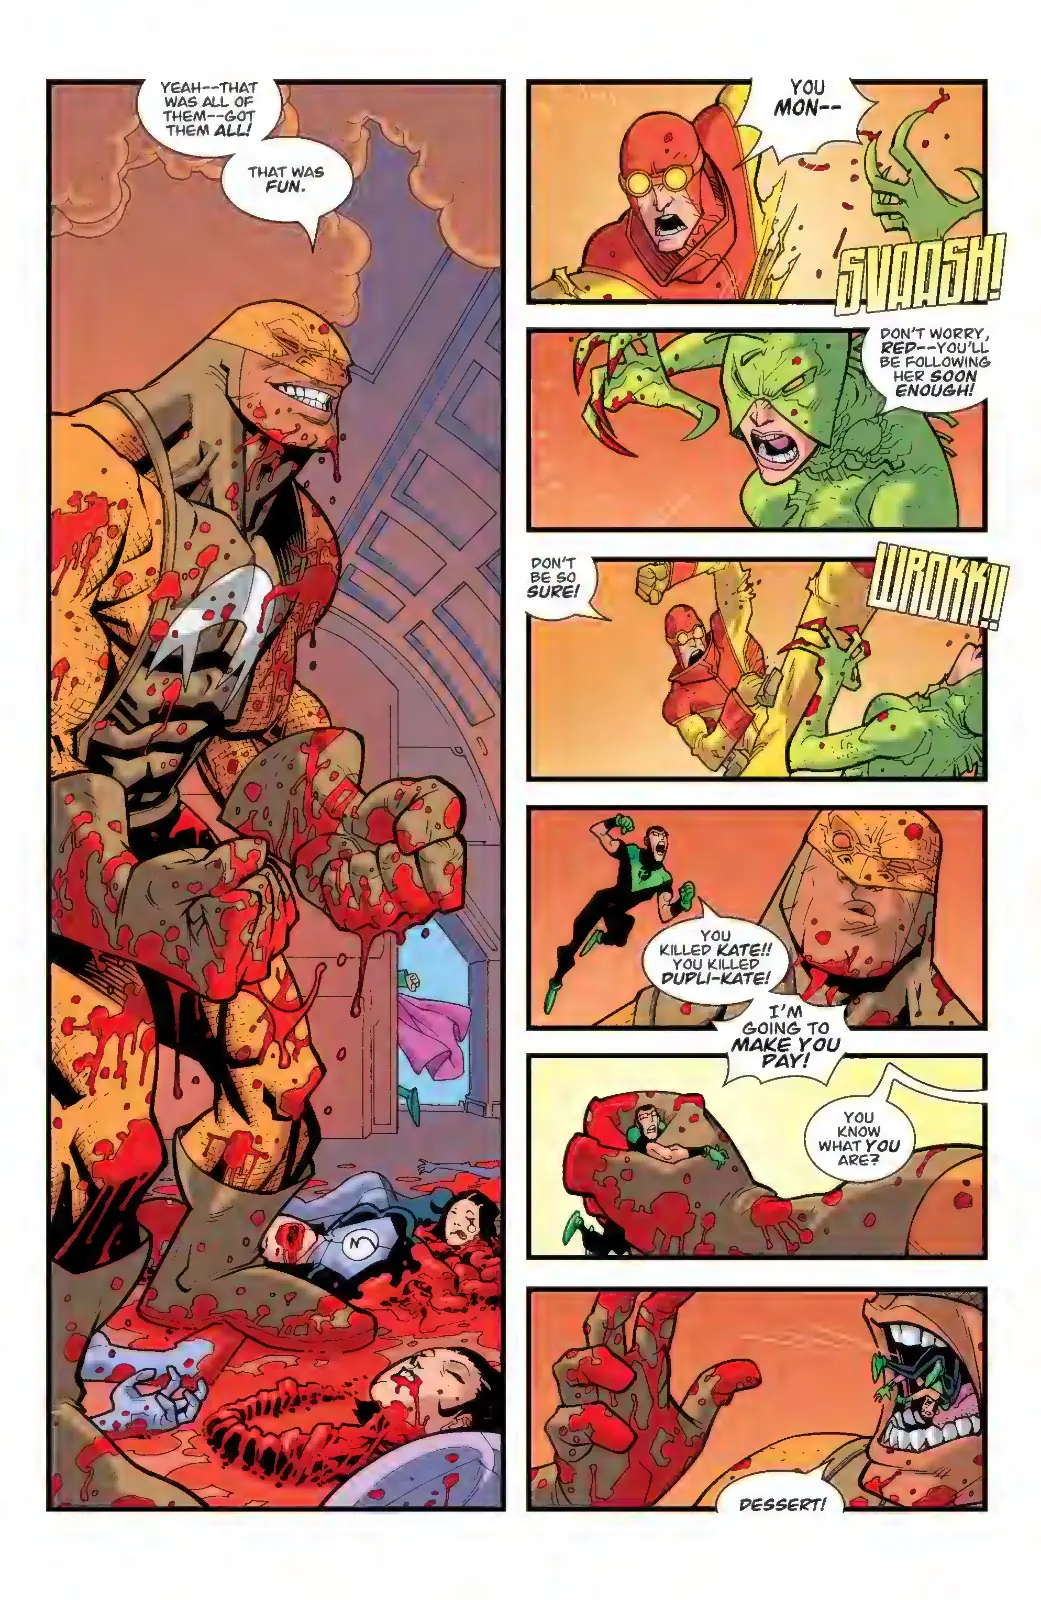 YEAH--THAT
WAS ALL OF
THEM--GOT
THEM ALL!
THAT WAS
FUN.
YOU
MON--
SVAASH!
DON'T WORRY,
RED--YOU'LL
BE FOLLOWING
HER SOON
ENOUGH!
DON'T
BE SO
SURE!
WROKK!!
YOU
KILLED KATE!!
YOU KILLED
DUPLI-KATE!
I'M
GOING TO
MAKE YOU
PAY!
YOU
KNOW
WHAT YOU
ARE?
DESSERT!